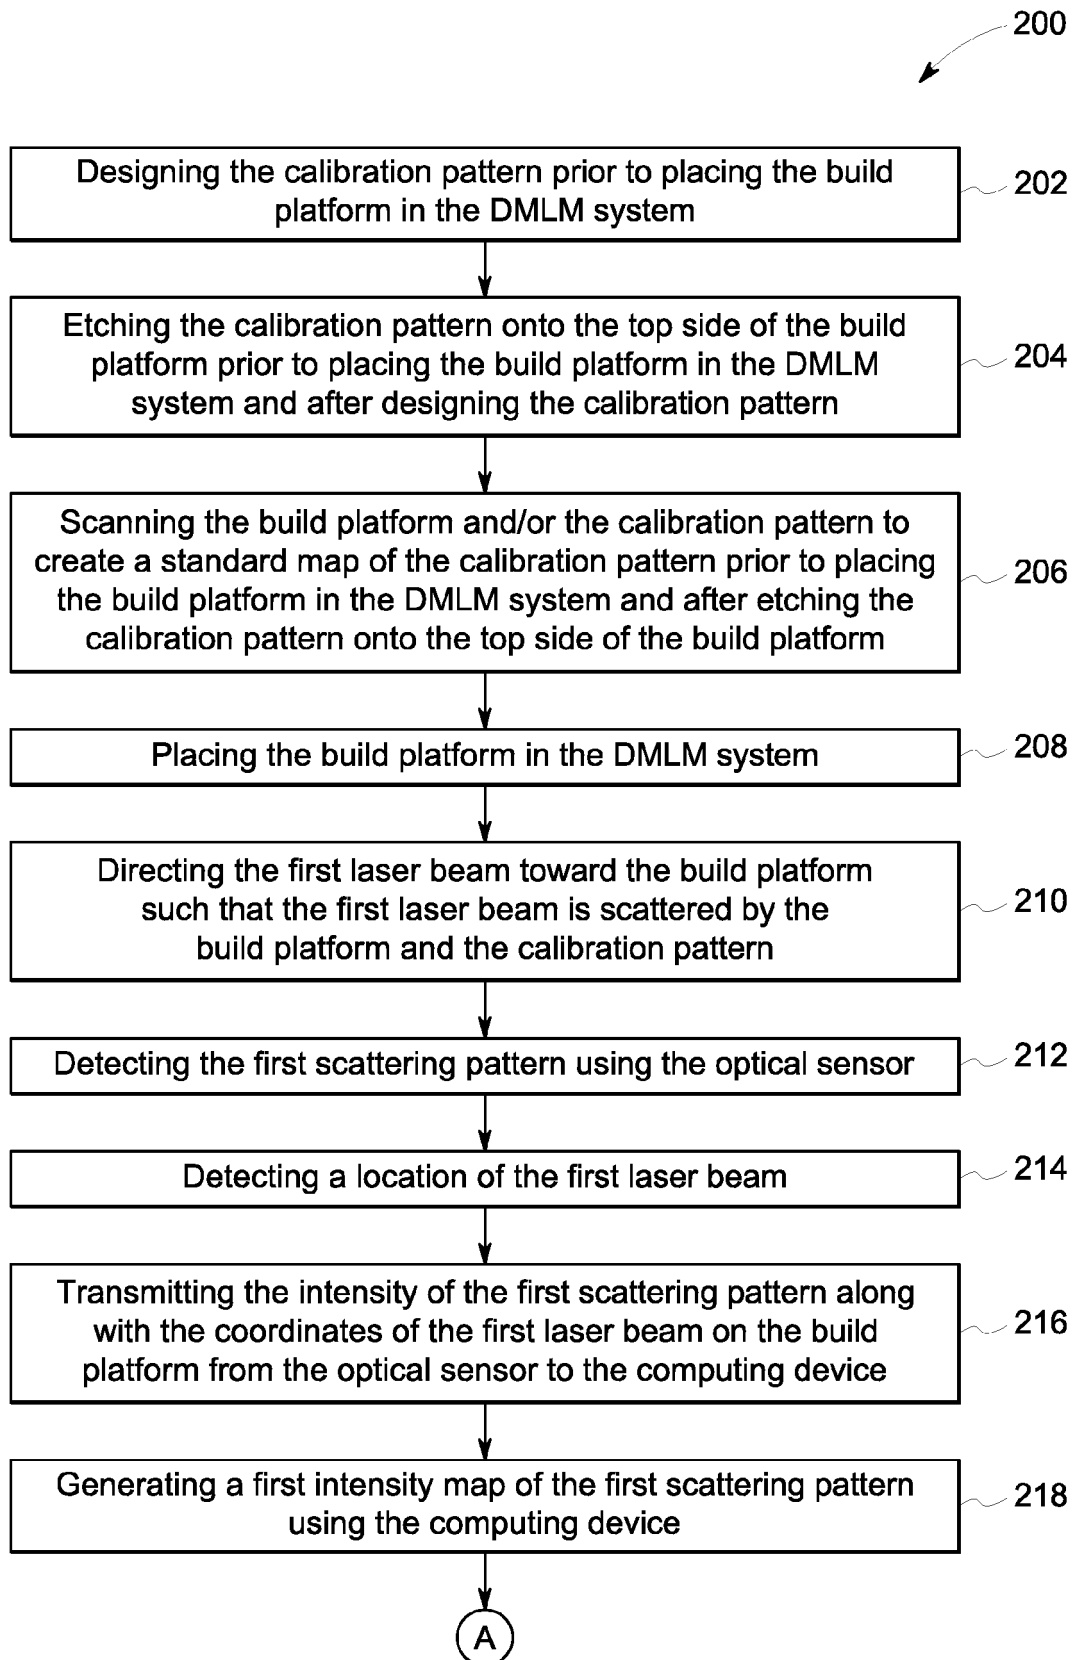 200
Designing the calibration pattern prior to placing the build
platform in the DMLM system
202
Etching the calibration pattern onto the top side of the build
platform prior to placing the build platform in the DMLM
system and after designing the calibration pattern
204
Scanning the build platform and/or the calibration pattern to
create a standard map of the calibration pattern prior to placing
the build platform in the DMLM system and after etching the
calibration pattern onto the top side of the build platform
206
Placing the build platform in the DMLM system
208
Directing the first laser beam toward the build platform
such that the first laser beam is scattered by the
build platform and the calibration pattern
210
Detecting the first scattering pattern using the optical sensor
212
Detecting a location of the first laser beam
214
Transmitting the intensity of the first scattering pattern along
with the coordinates of the first laser beam on the build
platform from the optical sensor to the computing device
216
Generating a first intensity map of the first scattering pattern
using the computing device
218
A